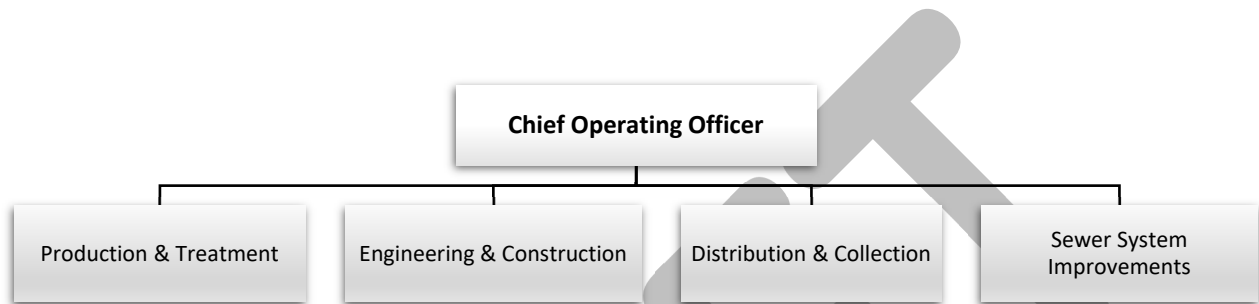 Chief Operating Officer
Production & Treatment
Engineering & Construction
Distribution & Collection
Sewer System
Improvements